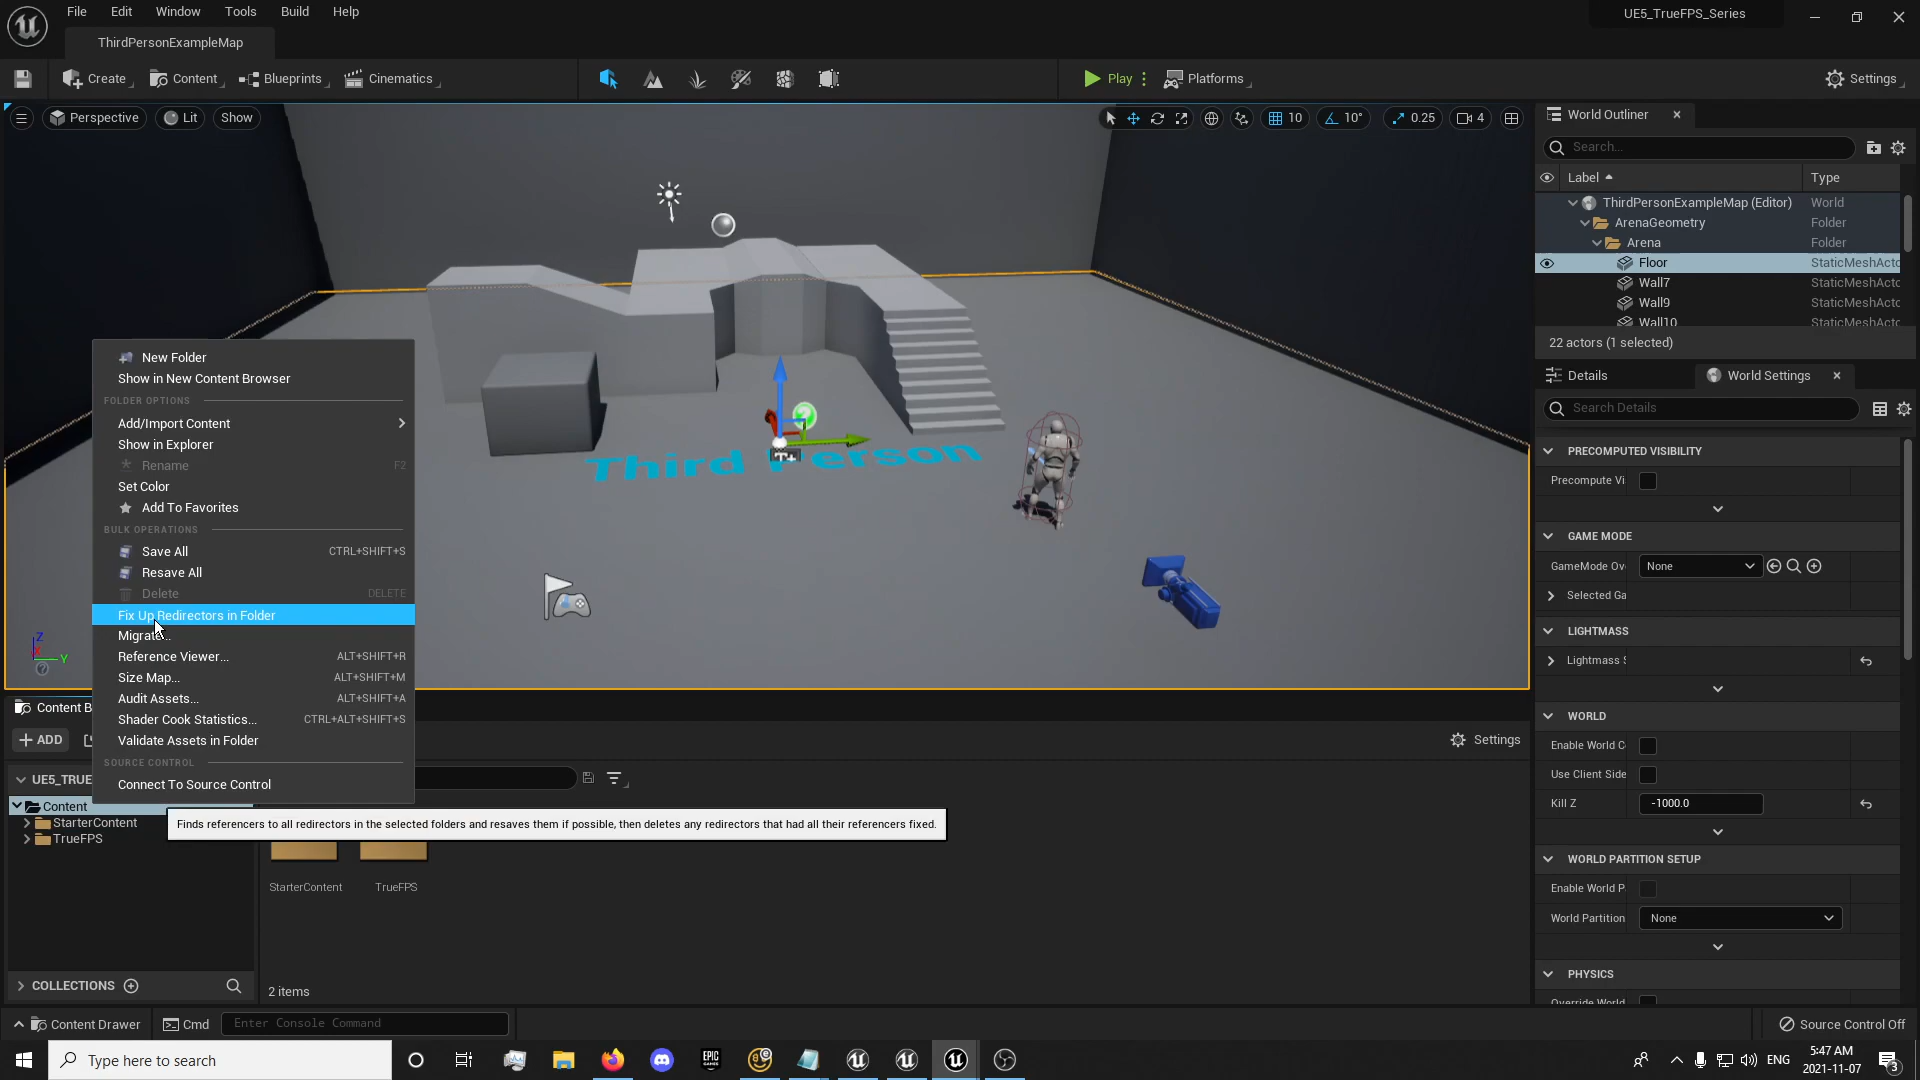 File Edit Window Tools Build Help
UE5_TrueFPS_Series
ThirdPersonExampleMap
Create Content Blueprints Cinematics Play Platforms Settings
Perspective Lit Show
10 10° 0.25 4
World Outliner
Search...
Label Type
ThirdPersonExampleMap (Editor) World
ArenaGeometry Folder
Arena Folder
Floor StaticMeshActo
Wall7 StaticMeshActo
Wall9 StaticMeshActo
Wall10 StaticMeshActo
22 actors (1 selected)
Third Person
New Folder
Show in New Content Browser
FOLDER OPTIONS
Add/Import Content
Show in Explorer
Rename F2
Set Color
Add To Favorites
BULK OPERATIONS
Save All CTRL+SHIFT+S
Resave All
Delete DELETE
Fix Up Redirectors in Folder
Migrate...
Reference Viewer... ALT+SHIFT+R
Size Map... ALT+SHIFT+M
Audit Assets... ALT+SHIFT+A
Shader Cook Statistics... CTRL+ALT+SHIFT+S
Validate Assets in Folder
SOURCE CONTROL
Connect To Source Control
Z
X
Y
Details World Settings
Search Details
PRECOMPUTED VISIBILITY
Precompute Vi
GAME MODE
GameMode Ov None
Selected Ga
LIGHTMASS
Lightmass S
WORLD
Enable World C
Use Client Side
Kill Z -1000.0
WORLD PARTITION SETUP
Enable World P
World Partition None
PHYSICS
Override World
Content B
ADD
Settings
UE5_TRUE
Content
StarterContent
TrueFPS
Finds referencers to all redirectors in the selected folders and resaves them if possible, then deletes any redirectors that had all their referencers fixed.
StarterContent TrueFPS
COLLECTIONS
2 items
Content Drawer Cmd Enter Console Command
Source Control Off
Type here to search
EPIC
GAMES
ENG
5:47 AM
2021-11-07
3